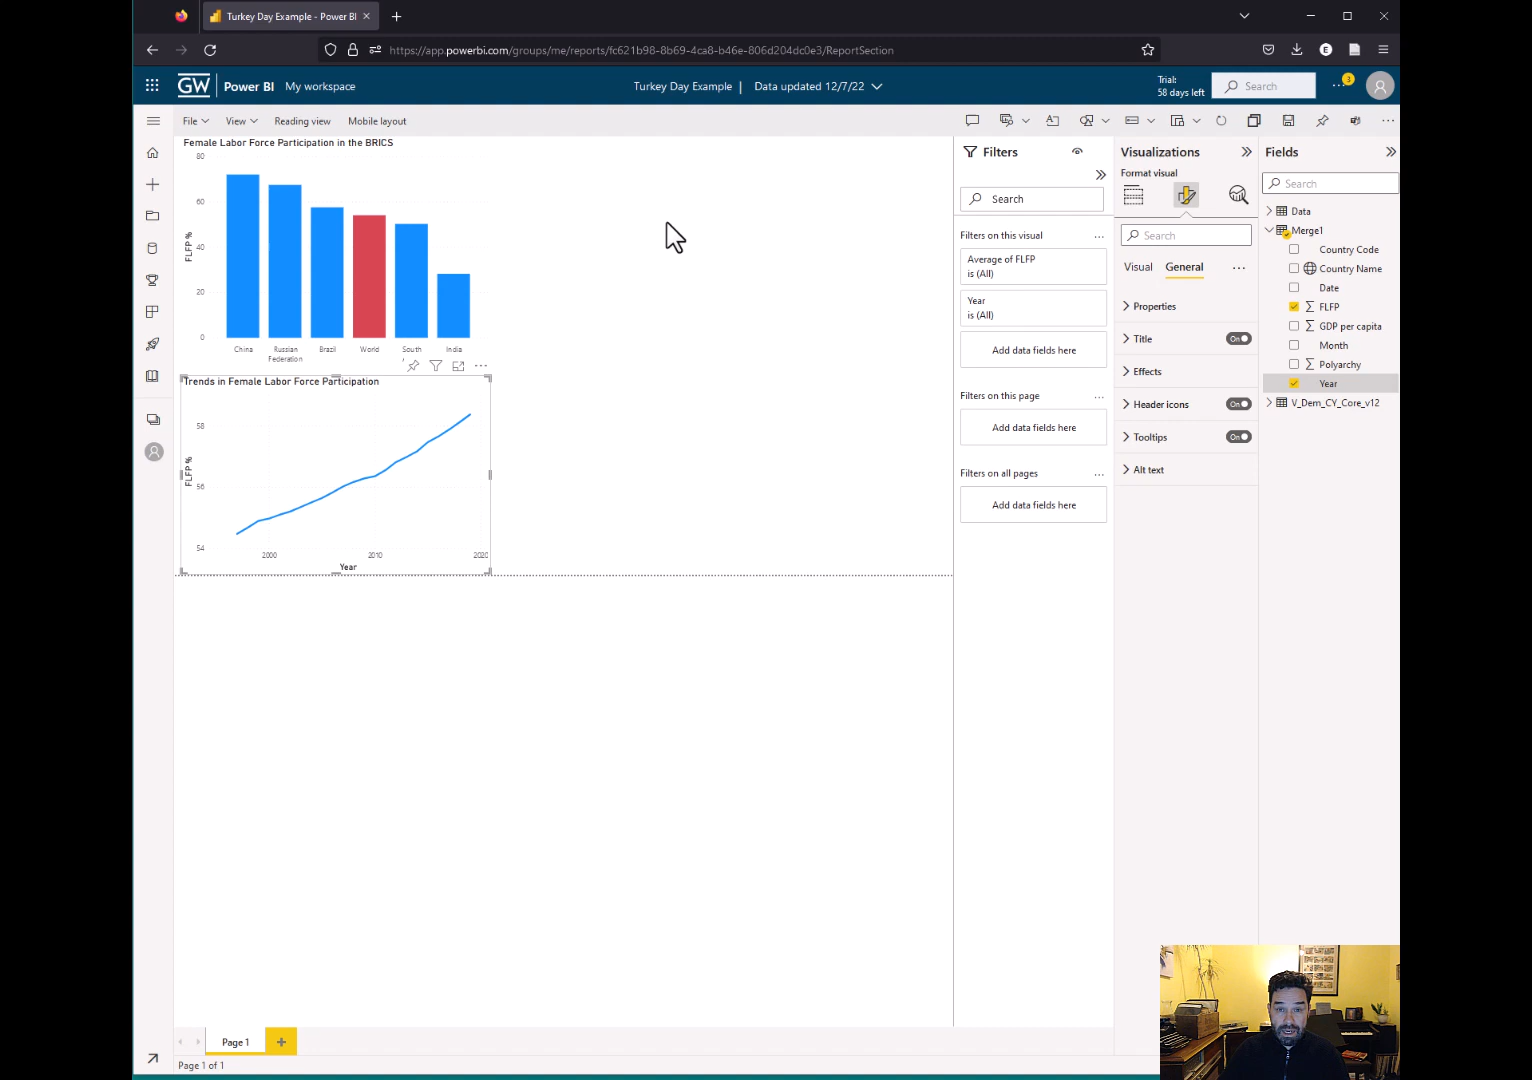 Turkey Day Example - Power BI
https://app.powerbi.com/groups/me/reports/fc621b98-8b69-4ca8-b46e-806d204dc0e3/ReportSection
GW Power BI My workspace
Turkey Day Example | Data updated 12/7/22
Trial:
58 days left
Search
3
File View Reading view Mobile layout
Female Labor Force Participation in the BRICS
80
60
40
20
0
FLFP %
China Russian Federation Brazil World South India
Trends in Female Labor Force Participation
58
56
54
FLFP %
2000 2010 2020
Year
Filters
Search
Filters on this visual
Average of FLFP
is (All)
Year
is (All)
Add data fields here
Filters on this page
Add data fields here
Filters on all pages
Add data fields here
Visualizations
Format visual
Search
Visual General
Properties
Title On
Effects
Header icons On
Tooltips On
Alt text
Fields
Search
Data
Merge1
Country Code
Country Name
Date
FLFP
GDP per capita
Month
Polyarchy
Year
V_Dem_CY_Core_v12
Page 1
Page 1 of 1